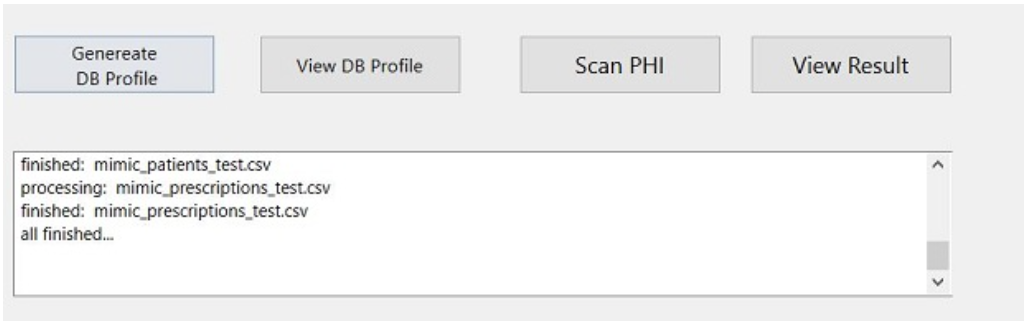 Genereate
DB Profile
View DB Profile
Scan PHI
View Result
finished:  mimic_patients_test.csv
processing:  mimic_prescriptions_test.csv
finished:  mimic_prescriptions_test.csv
all finished...